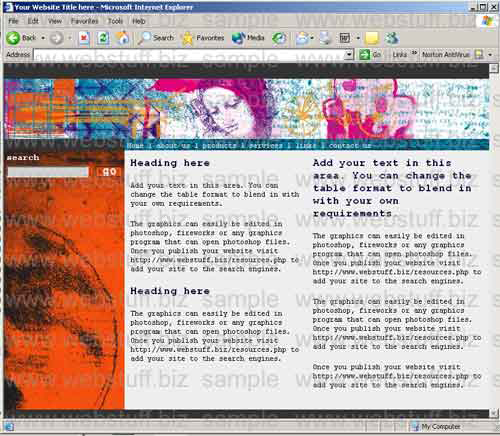 Your Website Title here - Microsoft Internet Explorer
File Edit View Favorites Tools Help
Back Search Favorites Media
Address Go Links » Norton AntiVirus
www.webstuff.biz sample www.webstuff.biz
Home | about us | products | services | links | contact us
search
go
Heading here
Add your text in this area. You can
change the table format to blend in
with your own requirements.
The graphics can easily be edited in
photoshop, fireworks or any graphics
program that can open photoshop files.
Once you publish your website visit
http://www.webstuff.biz/resources.php to
add your site to the search engines.
Heading here
The graphics can easily be edited in
photoshop, fireworks or any graphics
program that can open photoshop files.
Once you publish your website visit
http://www.webstuff.biz/resources.php to
add your site to the search engines.
Add your text in this
area. You can change the
table format to blend in
with your own
requirements.
The graphics can easily be edited in
photoshop, fireworks or any graphics
program that can open photoshop files.
Once you publish your website visit
http://www.webstuff.biz/resources.php to
add your site to the search engines.
The graphics can easily be edited in
photoshop, fireworks or any graphics
program that can open photoshop files.
Once you publish your website visit
http://www.webstuff.biz/resources.php to
add your site to the search engines.
Once you publish your website visit
http://www.webstuff.biz/resources.php to
add your site to the search engines.
My Computer